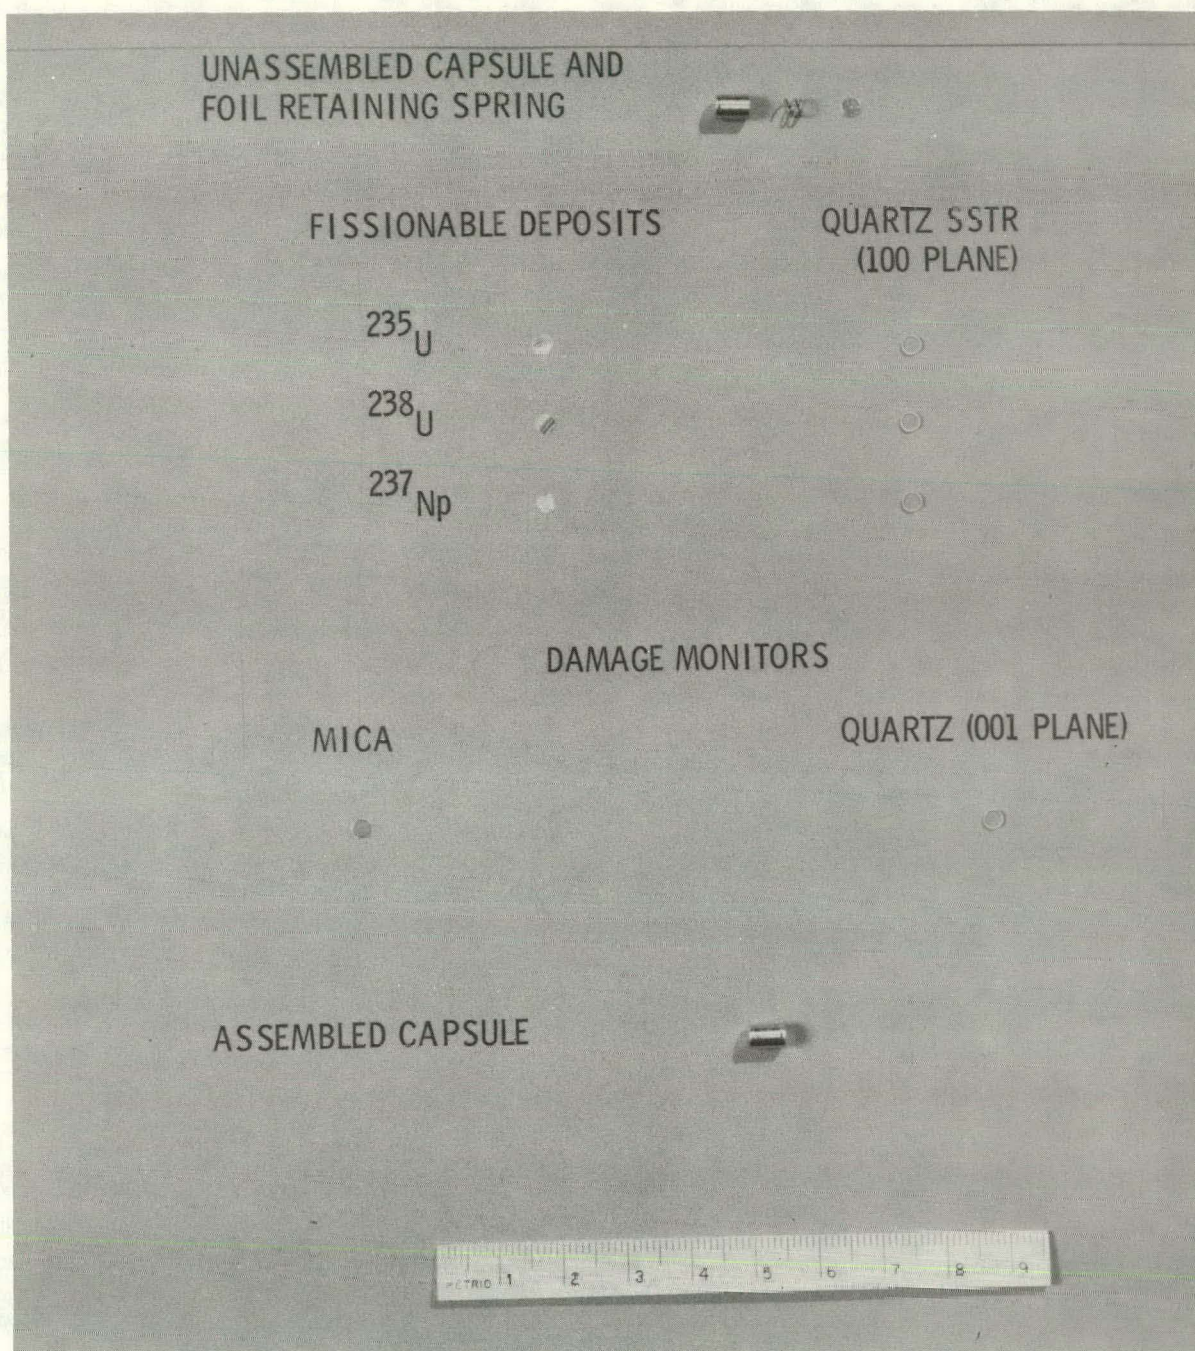 UNASSEMBLED CAPSULE AND
FOIL RETAINING SPRING
FISSIONABLE DEPOSITS
QUARTZ SSTR
(100 PLANE)
235U
238U
237Np
DAMAGE MONITORS
MICA
QUARTZ (001 PLANE)
ASSEMBLED CAPSULE
METRIC 1 2 3 4 5 6 7 8 9